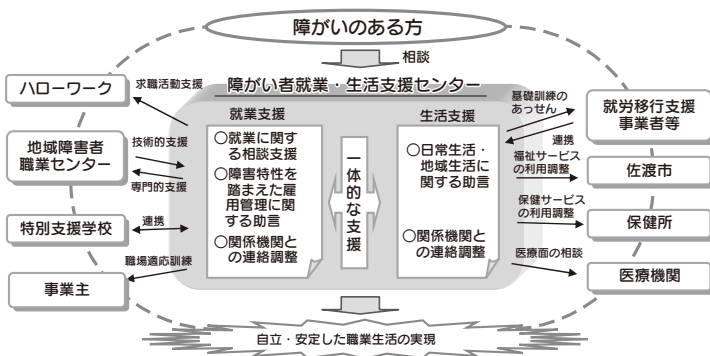 障がいのある方
相談
障がい者就業・生活支援センター
ハローワーク
求職活動支援
地域障害者
職業センター
技術的支援
専門的支援
特別支援学校
連携
職場適応訓練
事業主
就業支援
○就業に関す
る相談支援
○障害特性を
踏まえた雇
用管理に関
する助言
○関係機関と
の連絡調整
一体的な支援
生活支援
○日常生活・
地域生活に
関する助言
○関係機関と
の連絡調整
基礎訓練の
あっせん
連携
就労移行支援
事業者等
福祉サービス
の利用調整
佐渡市
保健サービス
の利用調整
保健所
医療面の相談
医療機関
自立・安定した職業生活の実現